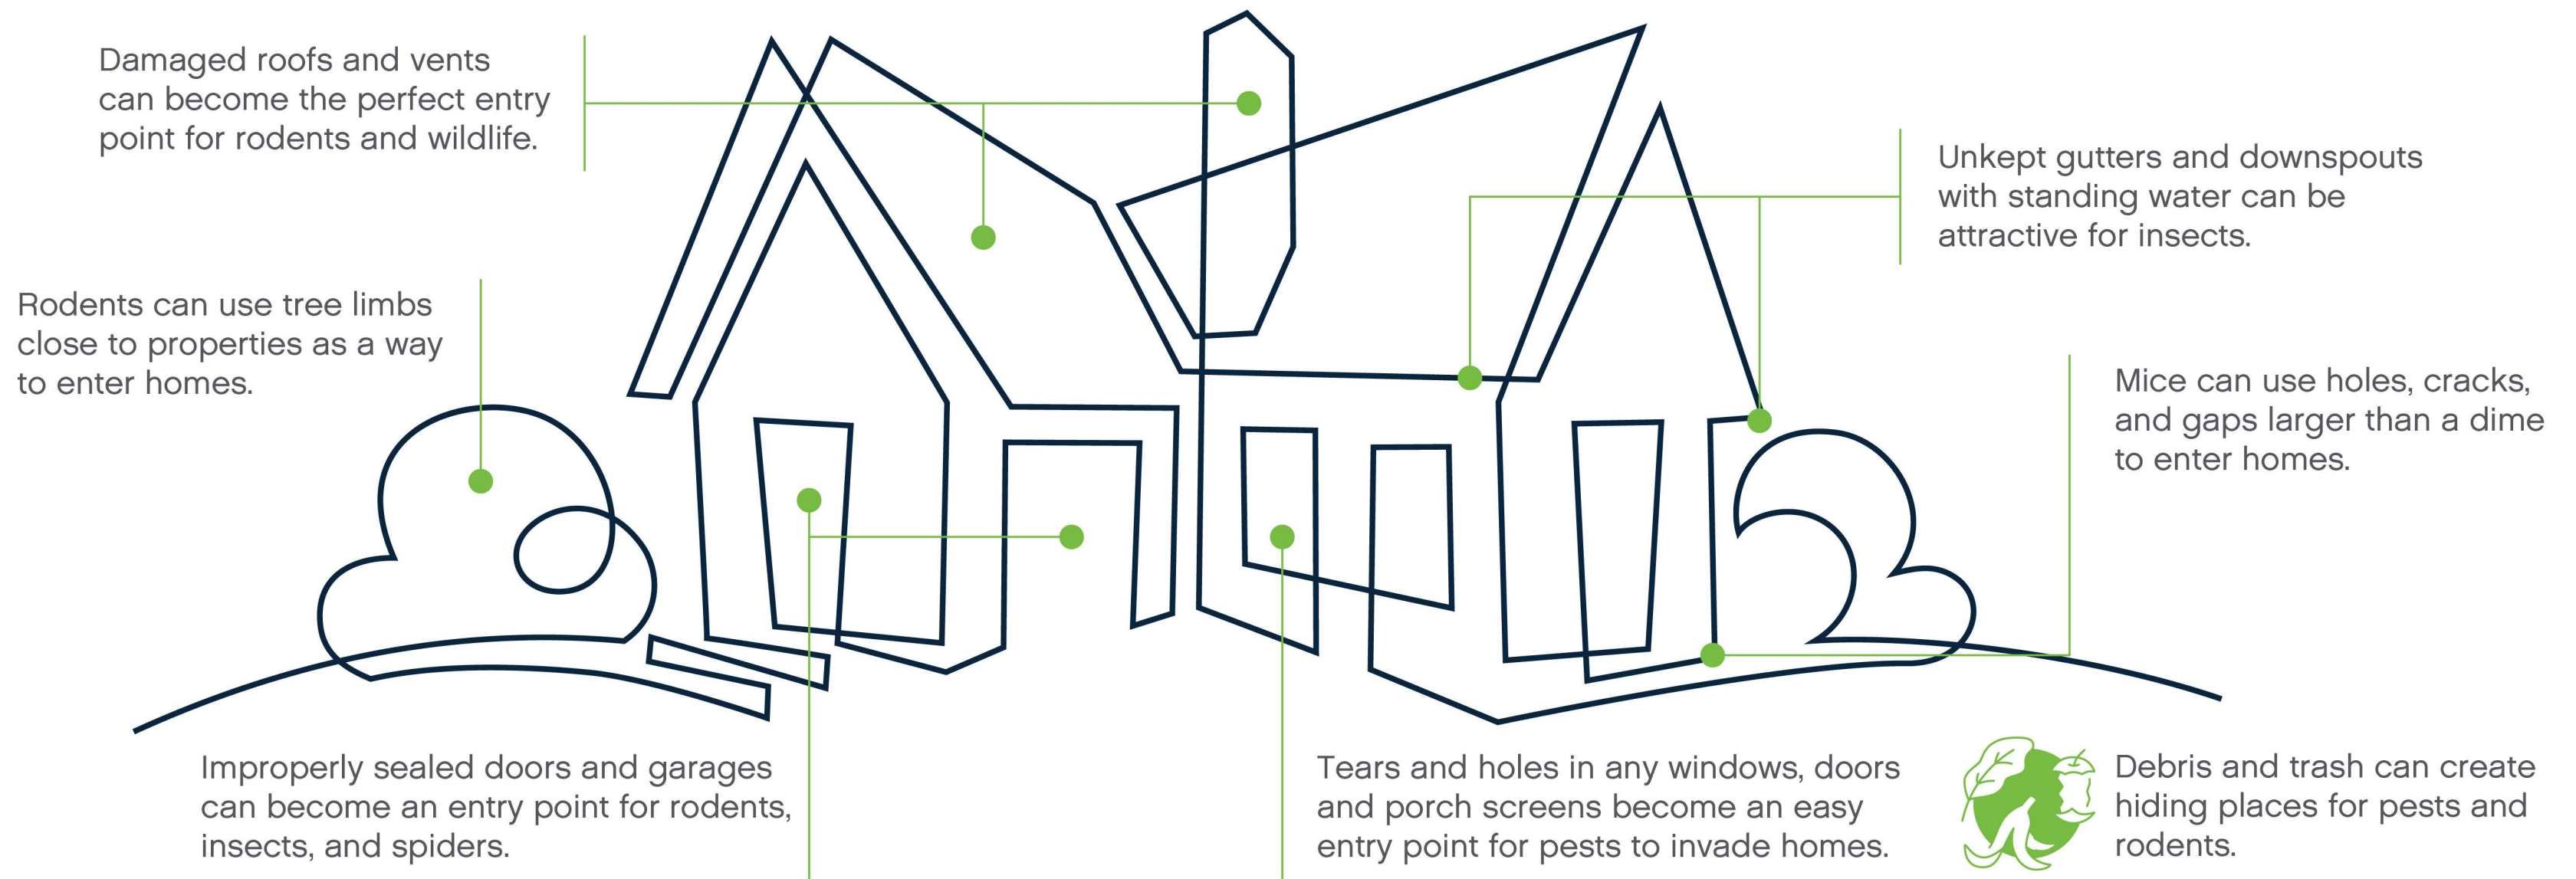 Damaged roofs and vents
can become the perfect entry
point for rodents and wildlife.
Unkept gutters and downspouts
with standing water can be
attractive for insects.
Rodents can use tree limbs
close to properties as a way
to enter homes.
Mice can use holes, cracks,
and gaps larger than a dime
to enter homes.
Improperly sealed doors and garages
can become an entry point for rodents,
insects, and spiders.
Tears and holes in any windows, doors
and porch screens become an easy
entry point for pests to invade homes.
Debris and trash can create
hiding places for pests and
rodents.